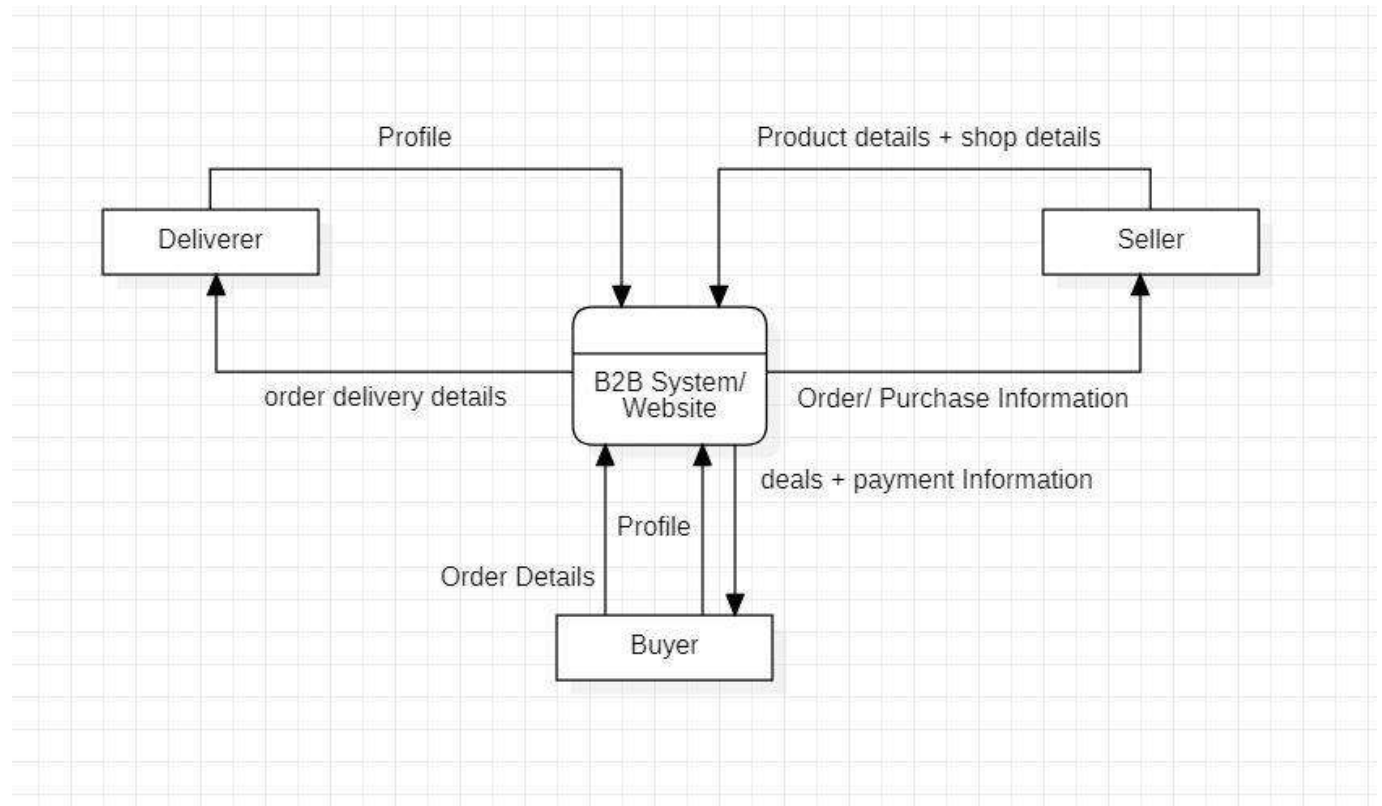 Profile
Product details + shop details
Deliverer
Seller
B2B System/
Website
order delivery details
Order/ Purchase Information
deals + payment Information
Profile
Order Details
Buyer